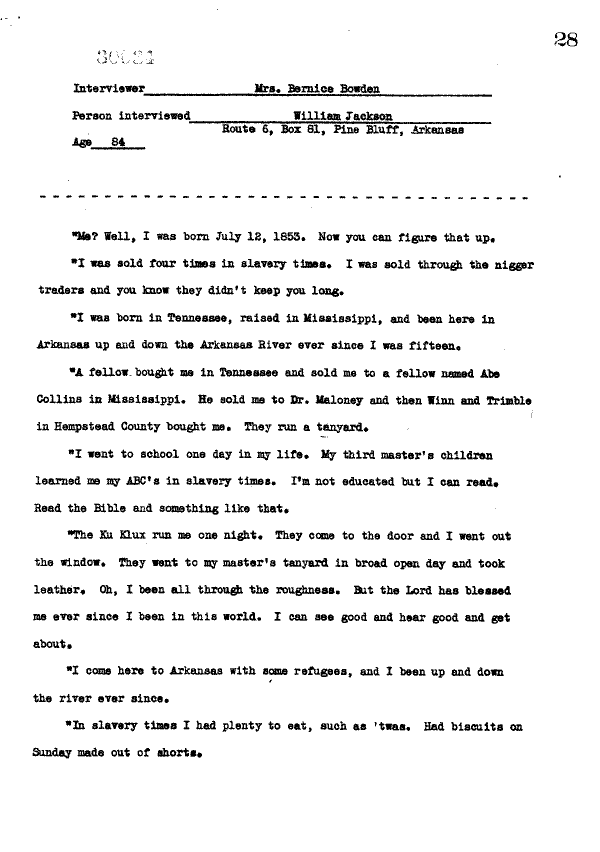 28
30081
Interviewer Mrs. Bernice Bowden
Person interviewed William Jackson
Route 6, Box 81, Pine Bluff, Arkansas
Age 84
"Me? Well, I was born July 12, 1853. Now you can figure that up.
"I was sold four times in slavery times. I was sold through the nigger
traders and you know they didn't keep you long.
"I was born in Tennessee, raised in Mississippi, and been here in
Arkansas up and down the Arkansas River ever since I was fifteen.
"A fellow bought me in Tennessee and sold me to a fellow named Abe
Collins in Mississippi. He sold me to Dr. Maloney and then Winn and Trimble
in Hempstead County bought me. They run a tanyard.
"I went to school one day in my life. My third master's children
learned me my ABC's in slavery times. I'm not educated but I can read.
Read the Bible and something like that.
"The Ku Klux run me one night. They come to the door and I went out
the window. They went to my master's tanyard in broad open day and took
leather. Oh, I been all through the roughness. But the Lord has blessed
me ever since I been in this world. I can see good and hear good and get
about.
"I come here to Arkansas with some refugees, and I been up and down
the river ever since.
"In slavery times I had plenty to eat, such as 'twas. Had biscuits on
Sunday made out of shorts.